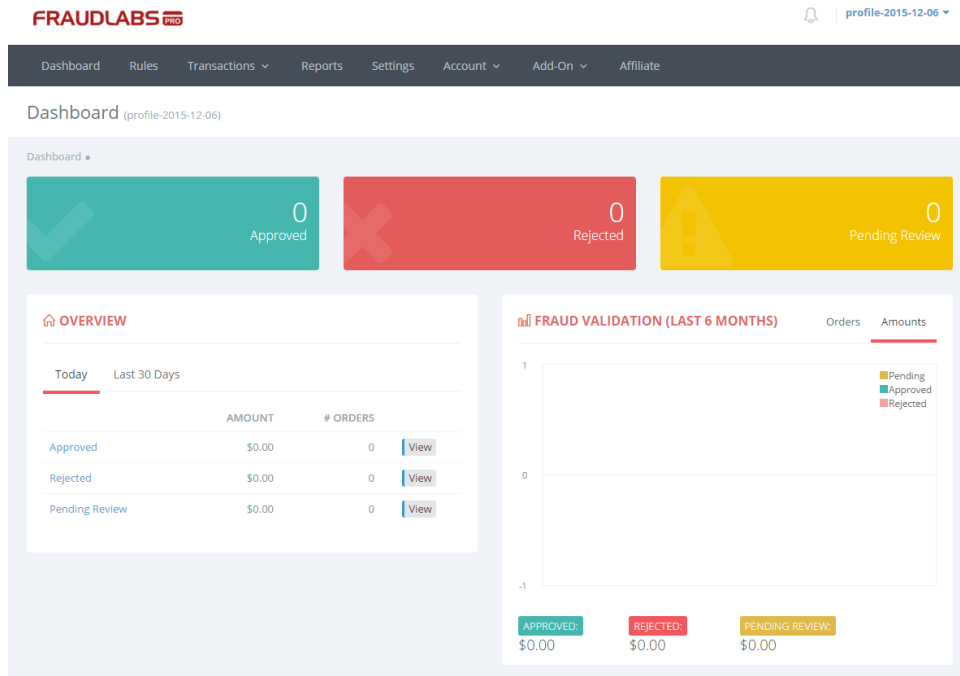 FRAUDLABS PRO
profile-2015-12-06
Dashboard Rules Transactions Reports Settings Account Add-On Affiliate
Dashboard (profile-2015-12-06)
Dashboard
0
Approved
0
Rejected
0
Pending Review
OVERVIEW
Today Last 30 Days
AMOUNT # ORDERS
Approved $0.00 0 View
Rejected $0.00 0 View
Pending Review $0.00 0 View
FRAUD VALIDATION (LAST 6 MONTHS) Orders Amounts
1
Pending
Approved
Rejected
0
-1
APPROVED: REJECTED: PENDING REVIEW:
$0.00 $0.00 $0.00